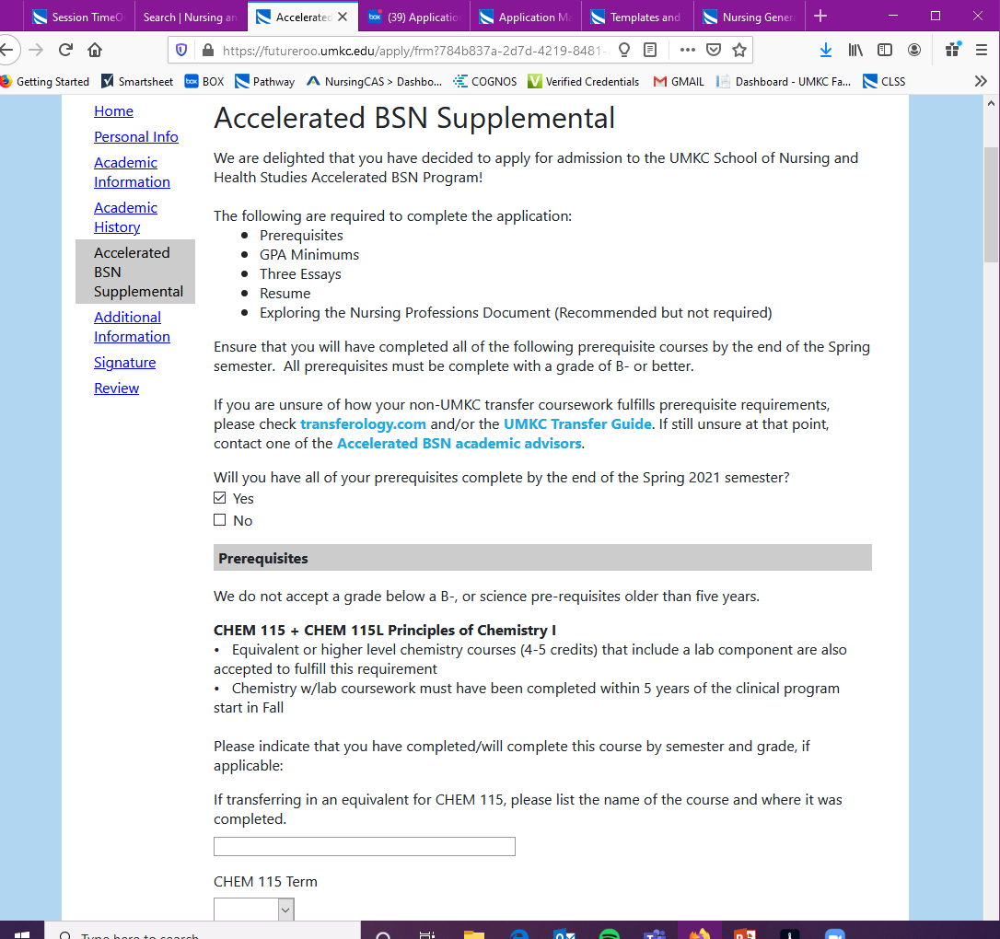 Session TimeO
Search | Nursing an
Accelerated
box
(39) Applicatio
Application Ma
Templates and
Nursing Gener
https://futureroo.umkc.edu/apply/frm?784b837a-2d7d-4219-8481-
Getting Started
Smartsheet
box
BOX
Pathway
NursingCAS > Dashbo...
COGNOS
Verified Credentials
GMAIL
Dashboard - UMKC Fa...
CLSS
Home
Personal Info
Academic
Information
Academic
History
Accelerated
BSN
Supplemental
Additional
Information
Signature
Review
Accelerated BSN Supplemental
We are delighted that you have decided to apply for admission to the UMKC School of Nursing and
Health Studies Accelerated BSN Program!
The following are required to complete the application:
• Prerequisites
• GPA Minimums
• Three Essays
• Resume
• Exploring the Nursing Professions Document (Recommended but not required)
Ensure that you will have completed all of the following prerequisite courses by the end of the Spring
semester. All prerequisites must be complete with a grade of B- or better.
If you are unsure of how your non-UMKC transfer coursework fulfills prerequisite requirements,
please check transferology.com and/or the UMKC Transfer Guide. If still unsure at that point,
contact one of the Accelerated BSN academic advisors.
Will you have all of your prerequisites complete by the end of the Spring 2021 semester?
Yes
No
Prerequisites
We do not accept a grade below a B-, or science pre-requisites older than five years.
CHEM 115 + CHEM 115L Principles of Chemistry I
• Equivalent or higher level chemistry courses (4-5 credits) that include a lab component are also
accepted to fulfill this requirement
• Chemistry w/lab coursework must have been completed within 5 years of the clinical program
start in Fall
Please indicate that you have completed/will complete this course by semester and grade, if
applicable:
If transferring in an equivalent for CHEM 115, please list the name of the course and where it was
completed.
CHEM 115 Term
Type here to search